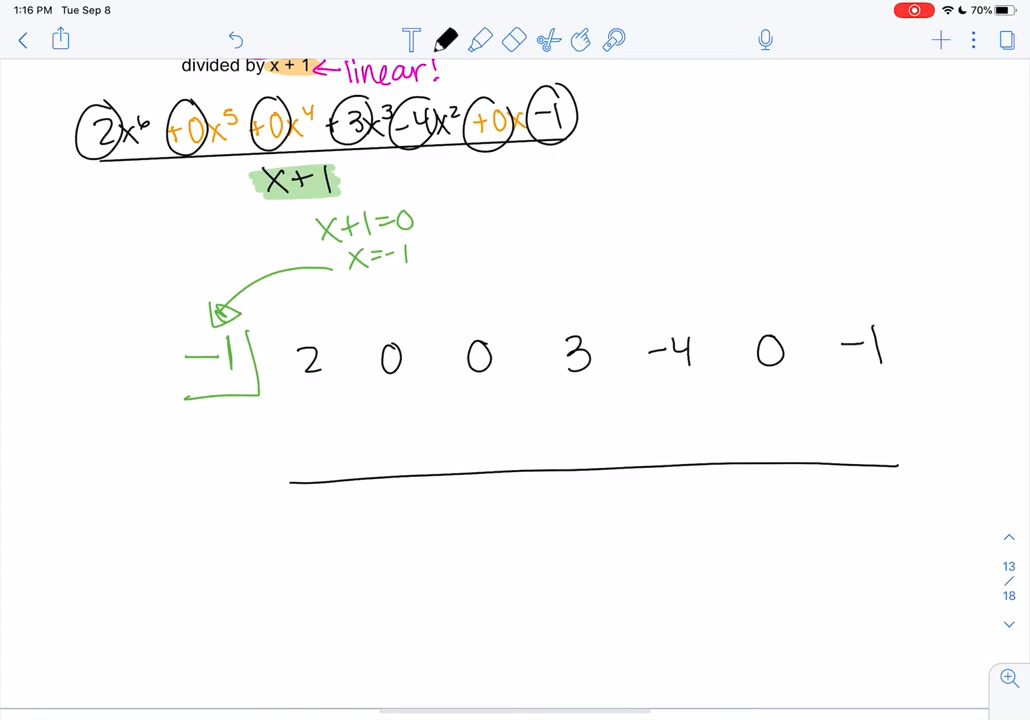 1:16 PM Tue Sep 8
70%
T
divided by x + 1 ← linear!
2x⁶ +0x⁵ +0x⁴ +3x³ -4x² +0x -1
x+1
x+1=0
x=-1
-1 2 0 0 3 -4 0 -1
13
/
18